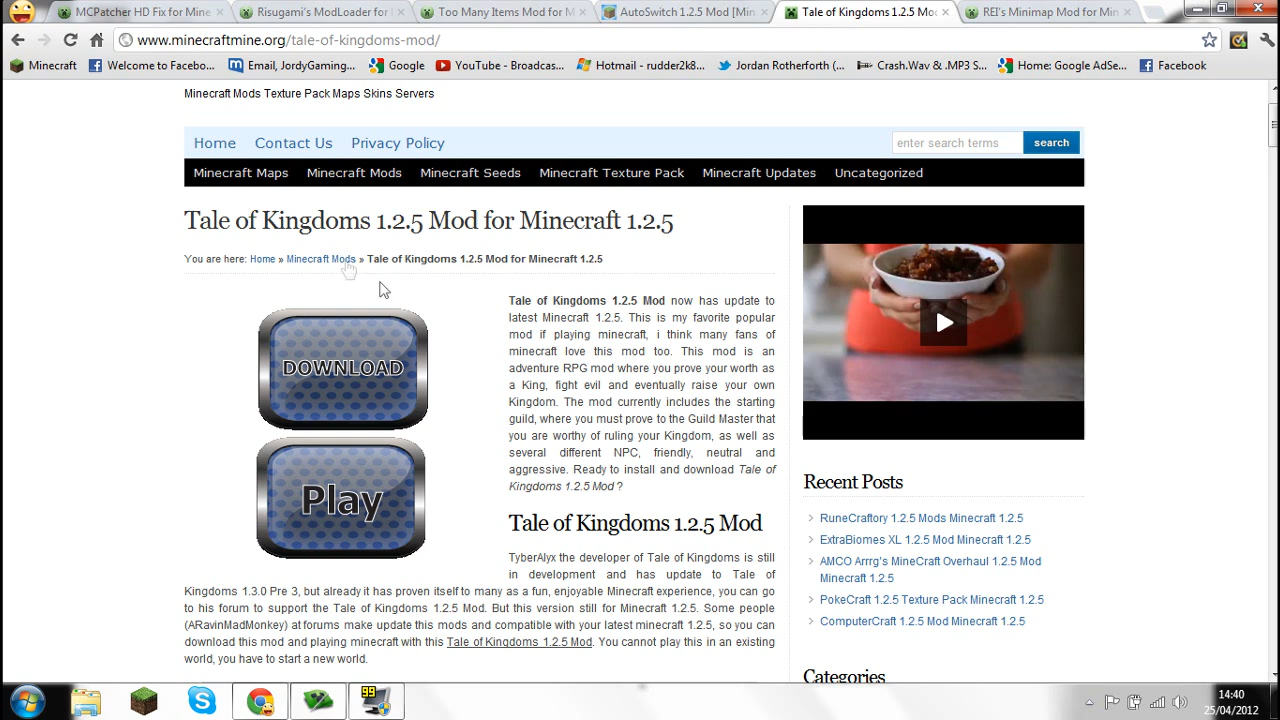 MCPatcher HD Fix for Mine
Risugami's ModLoader for
Too Many Items Mod for M
AutoSwitch 1.2.5 Mod [Min
Tale of Kingdoms 1.2.5 Mod
REI's Minimap Mod for Min
www.minecraftmine.org/tale-of-kingdoms-mod/
Minecraft
Welcome to Facebo...
Email, JordyGaming,...
Google
YouTube - Broadcas...
Hotmail - rudder2k8...
Jordan Rotherforth (...
Crash.Wav & .MP3 S...
Home: Google AdSe...
Facebook
Minecraft Mods Texture Pack Maps Skins Servers
Home Contact Us Privacy Policy
enter search terms
search
Minecraft Maps Minecraft Mods Minecraft Seeds Minecraft Texture Pack Minecraft Updates Uncategorized
Tale of Kingdoms 1.2.5 Mod for Minecraft 1.2.5
You are here: Home » Minecraft Mods » Tale of Kingdoms 1.2.5 Mod for Minecraft 1.2.5
DOWNLOAD
Play
Tale of Kingdoms 1.2.5 Mod now has update to
latest Minecraft 1.2.5. This is my favorite popular
mod if playing minecraft, i think many fans of
minecraft love this mod too. This mod is an
adventure RPG mod where you prove your worth as
a King, fight evil and eventually raise your own
Kingdom. The mod currently includes the starting
guild, where you must prove to the Guild Master that
you are worthy of ruling your Kingdom, as well as
several different NPC, friendly, neutral and
aggressive. Ready to install and download Tale of
Kingdoms 1.2.5 Mod ?
Tale of Kingdoms 1.2.5 Mod
TyberAlyx the developer of Tale of Kingdoms is still
in development and has update to Tale of
Kingdoms 1.3.0 Pre 3, but already it has proven itself to many as a fun, enjoyable Minecraft experience, you can go
to his forum to support the Tale of Kingdoms 1.2.5 Mod. But this version still for Minecraft 1.2.5. Some people
(ARavinMadMonkey) at forums make update this mods and compatible with your latest minecraft 1.2.5, so you can
download this mod and playing minecraft with this Tale of Kingdoms 1.2.5 Mod. You cannot play this in an existing
world, you have to start a new world.
Recent Posts
RuneCraftory 1.2.5 Mods Minecraft 1.2.5
ExtraBiomes XL 1.2.5 Mod Minecraft 1.2.5
AMCO Arrrg's MineCraft Overhaul 1.2.5 Mod
Minecraft 1.2.5
PokeCraft 1.2.5 Texture Pack Minecraft 1.2.5
ComputerCraft 1.2.5 Mod Minecraft 1.2.5
Categories
99
14:40
25/04/2012